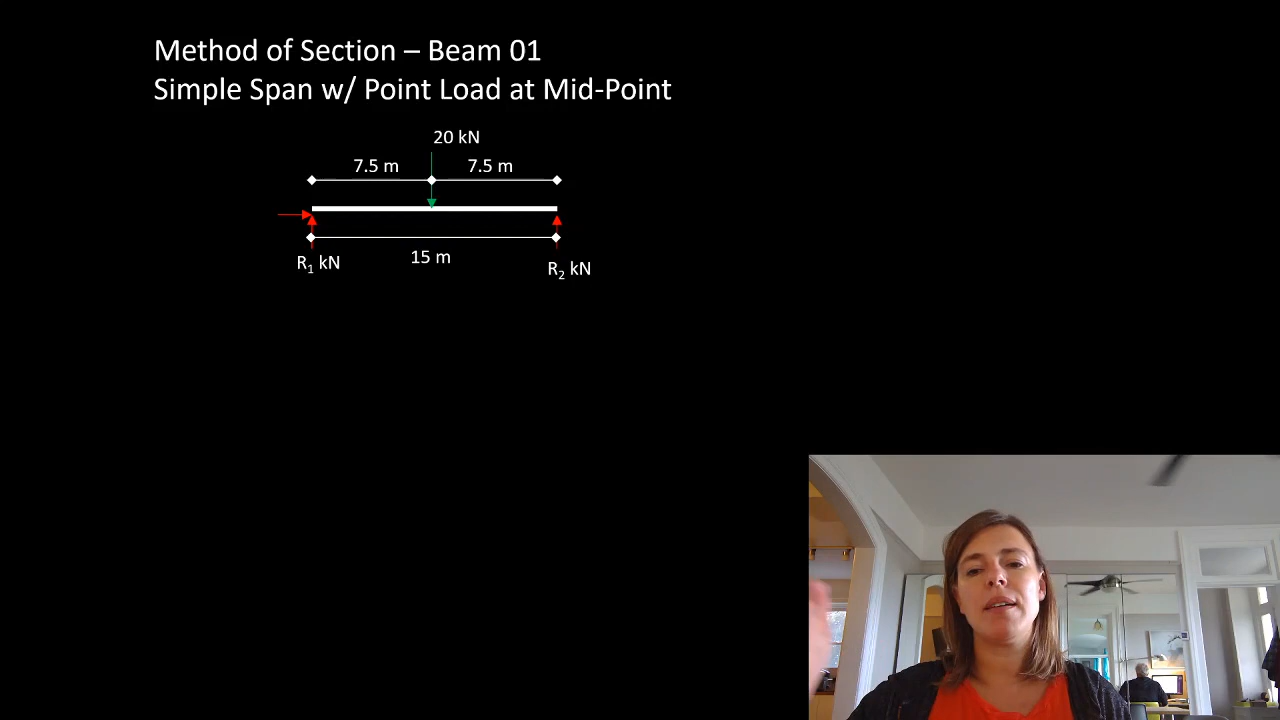 Method of Section – Beam 01
Simple Span w/ Point Load at Mid-Point
20 kN
7.5 m 7.5 m
15 m
R₁ kN
R₂ kN